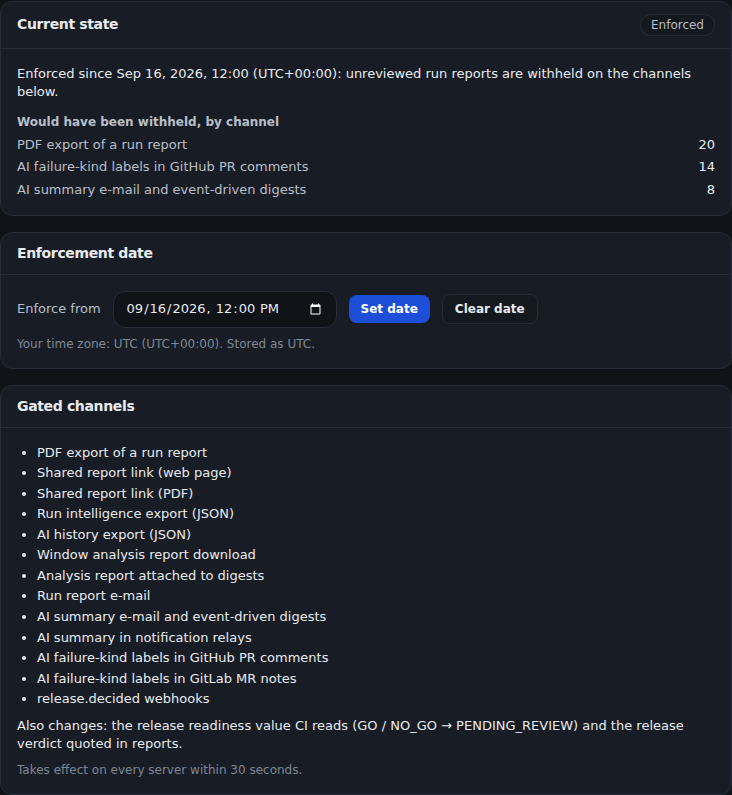 Current state
Enforced
Enforced since Sep 16, 2026, 12:00 (UTC+00:00): unreviewed run reports are withheld on the channels
below.
Would have been withheld, by channel
PDF export of a run report 20
AI failure-kind labels in GitHub PR comments 14
AI summary e-mail and event-driven digests 8
Enforcement date
Enforce from 09/16/2026, 12:00 PM Set date Clear date
Your time zone: UTC (UTC+00:00). Stored as UTC.
Gated channels
• PDF export of a run report
• Shared report link (web page)
• Shared report link (PDF)
• Run intelligence export (JSON)
• AI history export (JSON)
• Window analysis report download
• Analysis report attached to digests
• Run report e-mail
• AI summary e-mail and event-driven digests
• AI summary in notification relays
• AI failure-kind labels in GitHub PR comments
• AI failure-kind labels in GitLab MR notes
• release.decided webhooks
Also changes: the release readiness value CI reads (GO / NO_GO → PENDING_REVIEW) and the release
verdict quoted in reports.
Takes effect on every server within 30 seconds.